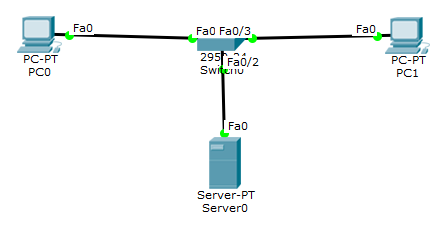 Fa0
PC-PT
PC0
Fa0 Fa0/3
Switch0
Fa0/2
Fa0
PC-PT
PC1
Fa0
Server-PT
Server0